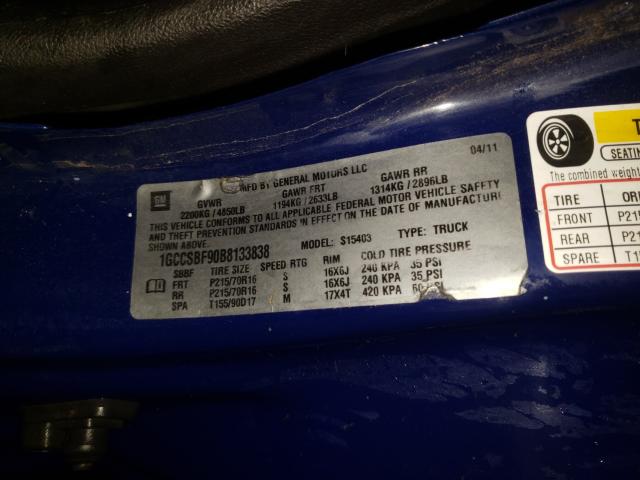 GM
MFD BY GENERAL MOTORS LLC 04/11
GVWR GAWR FRT GAWR RR
2200KG / 4850LB 1194KG / 2633LB 1314KG / 2896LB
THIS VEHICLE CONFORMS TO ALL APPLICABLE FEDERAL MOTOR VEHICLE SAFETY
AND THEFT PREVENTION STANDARDS IN EFFECT ON THE DATE OF MANUFACTURE
SHOWN ABOVE.
1GCCSBF90B8133838 MODEL: S15403 TYPE: TRUCK
SBBF TIRE SIZE SPEED RTG RIM COLD TIRE PRESSURE
FRT P215/70R16 S 16X6J 240 KPA 35 PSI
RR P215/70R16 S 16X6J 240 KPA 35 PSI
SPA T155/90D17 M 17X4T 420 KPA PSI
SEATING
The combined weight
TIRE
FRONT
REAR
SPARE